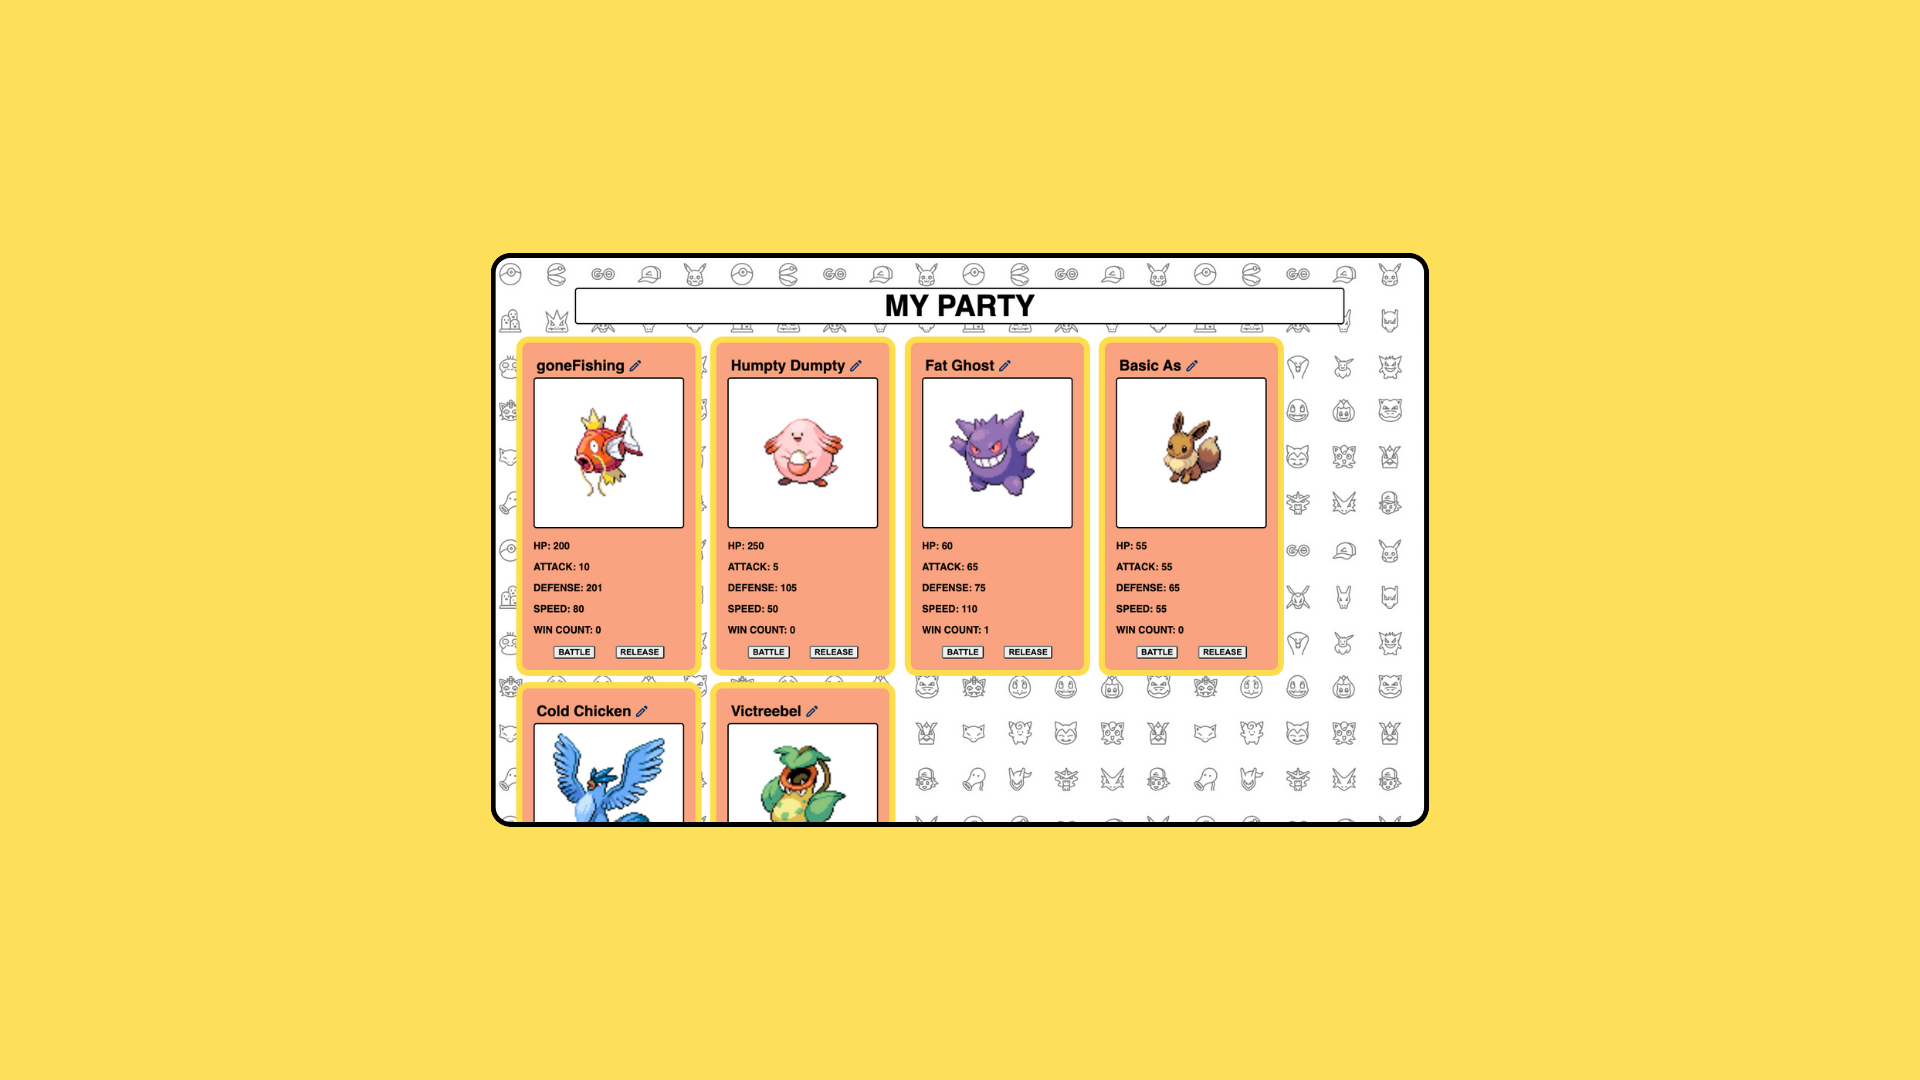 MY PARTY
goneFishing
HP: 200
ATTACK: 10
DEFENSE: 201
SPEED: 80
WIN COUNT: 0
BATTLE RELEASE
Humpty Dumpty
HP: 250
ATTACK: 5
DEFENSE: 105
SPEED: 50
WIN COUNT: 0
BATTLE RELEASE
Fat Ghost
HP: 60
ATTACK: 65
DEFENSE: 75
SPEED: 110
WIN COUNT: 1
BATTLE RELEASE
Basic As
HP: 55
ATTACK: 55
DEFENSE: 65
SPEED: 55
WIN COUNT: 0
BATTLE RELEASE
Cold Chicken
Victreebel